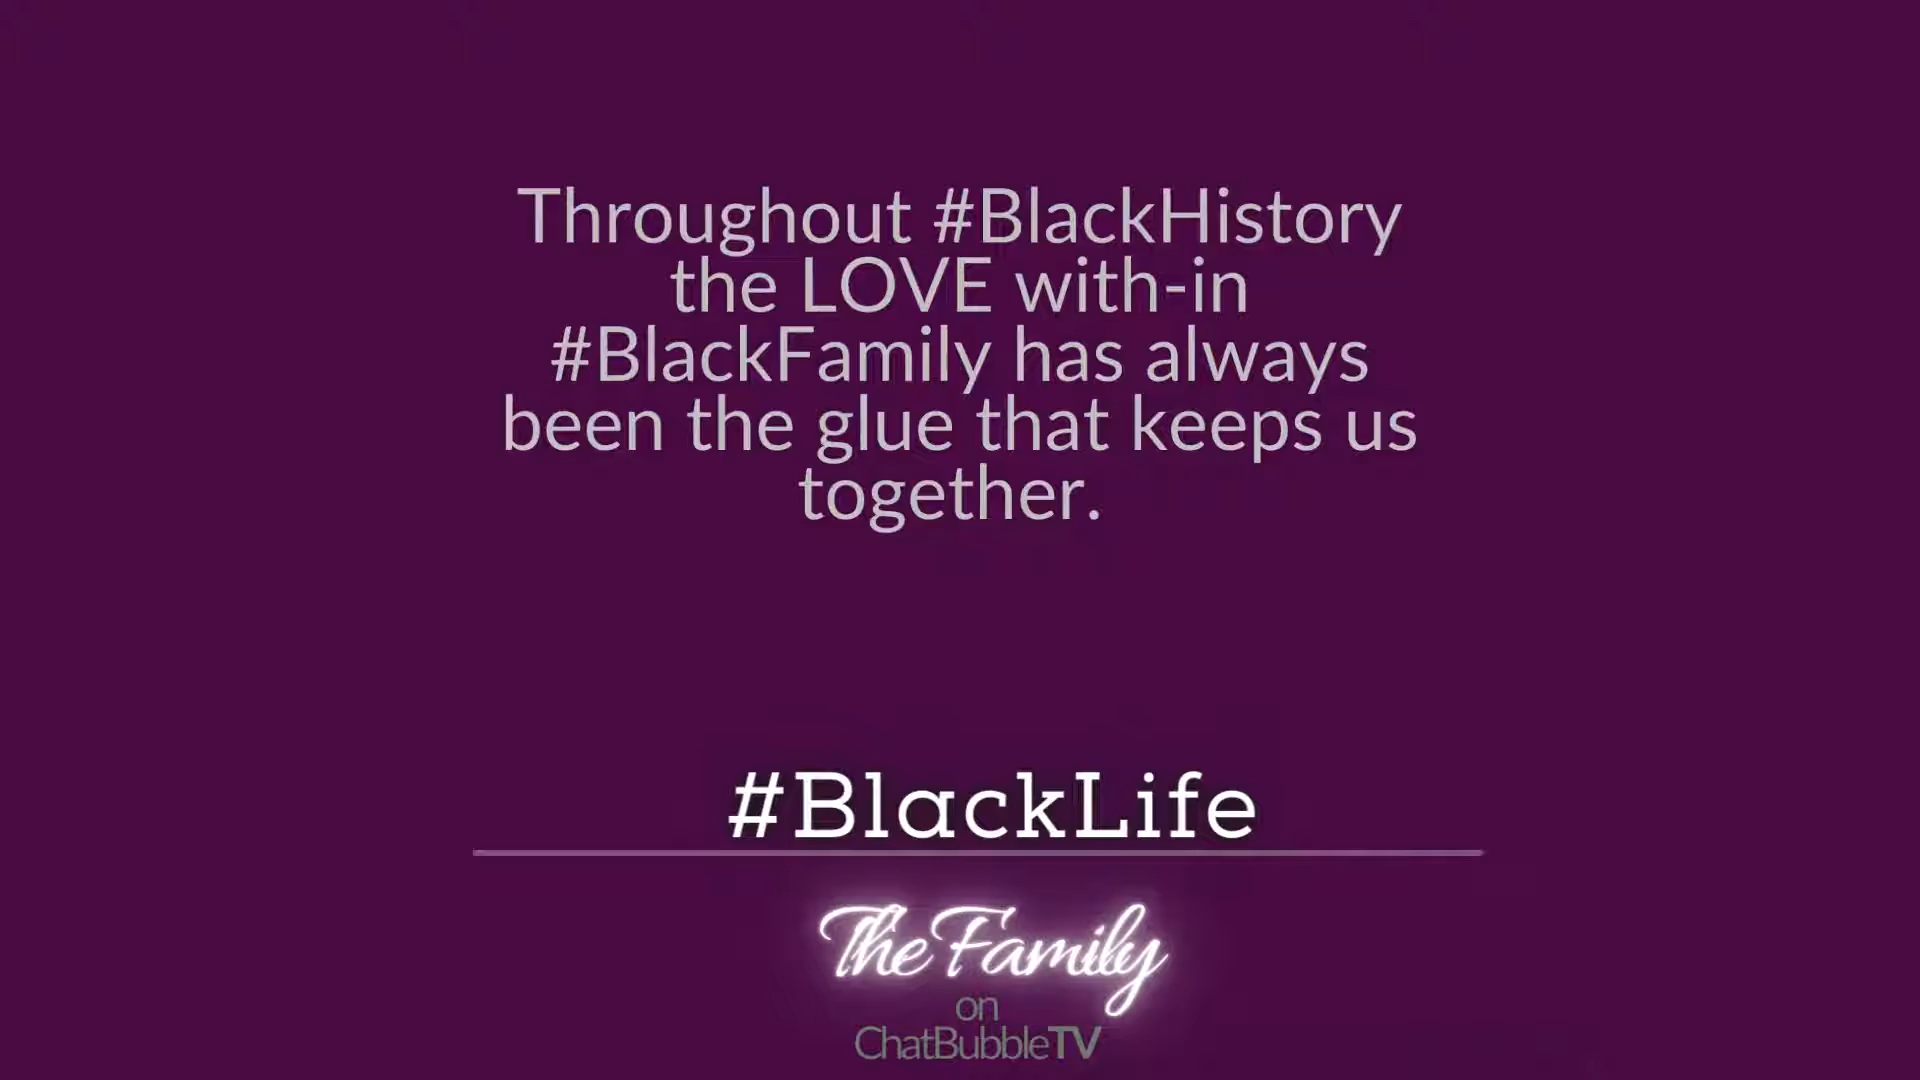 Throughout #BlackHistory
the LOVE with-in
#BlackFamily has always
been the glue that keeps us
together.
#BlackLife
The Family
on
ChatBubbleTV